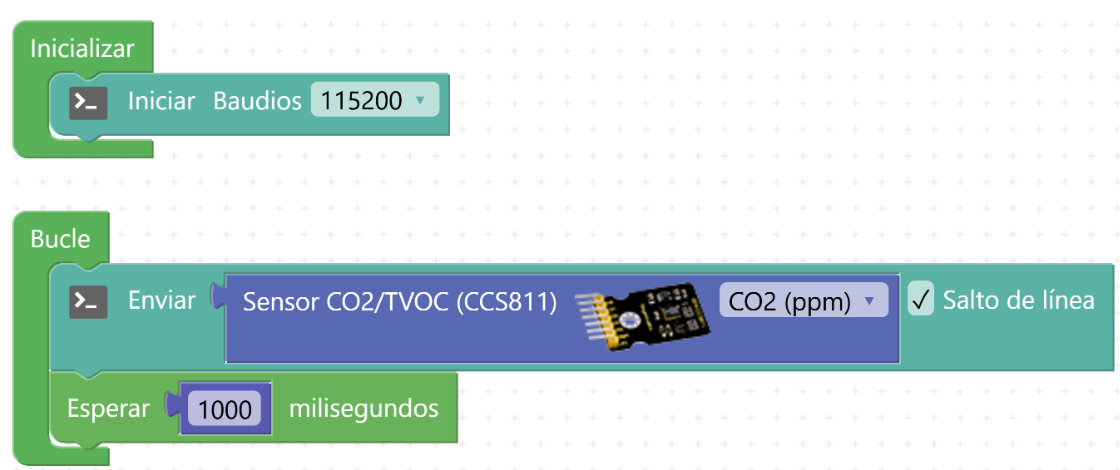 Inicializar
Iniciar Baudios 115200
Bucle
Enviar Sensor CO2/TVOC (CCS811) CO2 (ppm) Salto de línea
Esperar 1000 milisegundos